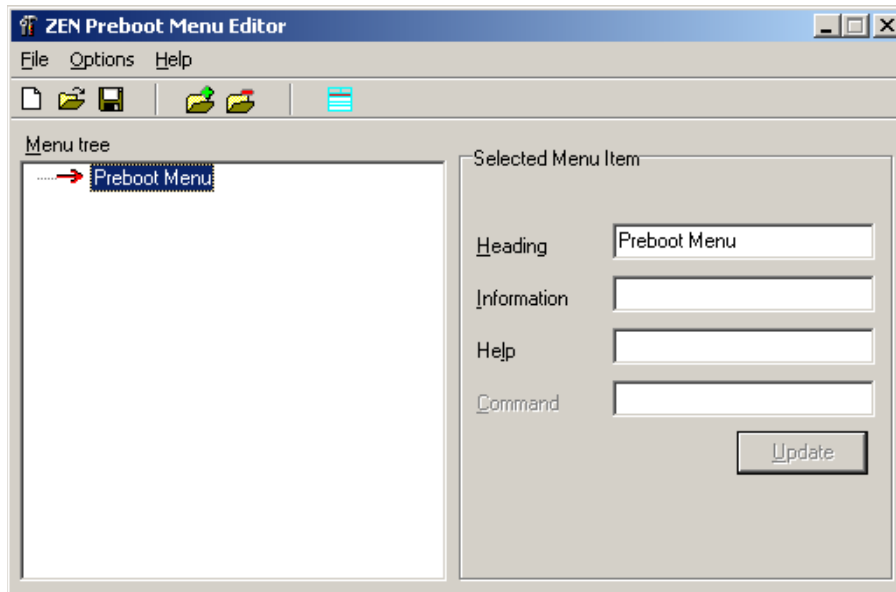 ZEN Preboot Menu Editor
File Options Help
Menu tree
Preboot Menu
Selected Menu Item
Heading Preboot Menu
Information
Help
Command
Update